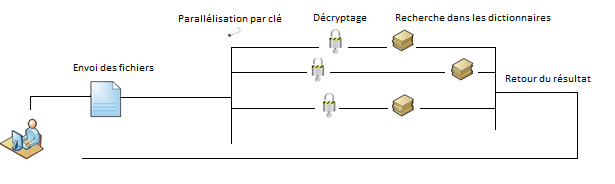 Parallélisation par clé
Décryptage
Recherche dans les dictionnaires
Envoi des fichiers
Retour du résultat